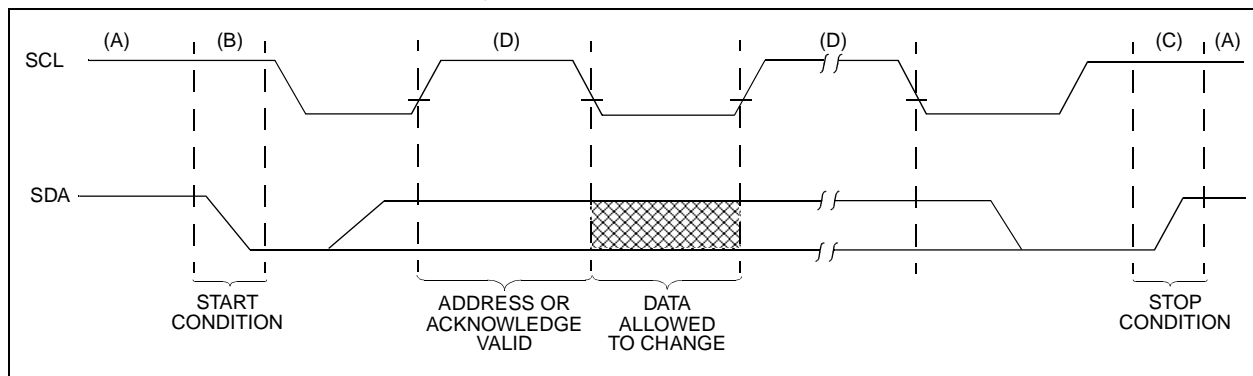 (A) (B) (D) (D) (C) (A)
SCL
SDA
START
CONDITION
ADDRESS OR
ACKNOWLEDGE
VALID
DATA
ALLOWED
TO CHANGE
STOP
CONDITION